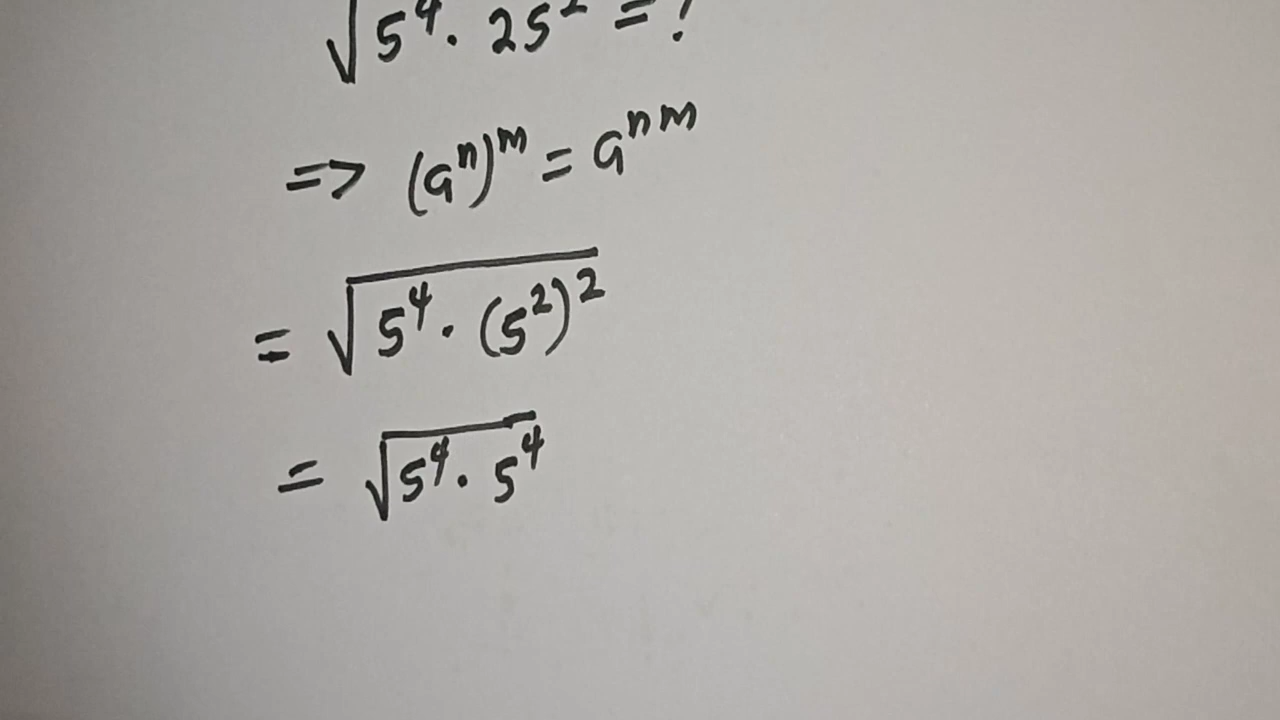 √5⁴ · 25² = ?
=> (aⁿ)ᵐ = aⁿᵐ
= √5⁴ · (5²)²
= √5⁴ · 5⁴